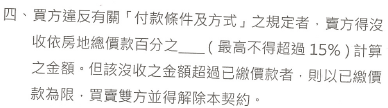 四、買方違反有關「付款條件及方式」之規定者，賣方得沒
收依房地總價款百分之___（最高不得超過 15%）計算
之金額。但該沒收之金額超過已繳價款者，則以已繳價
款為限，買賣雙方並得解除本契約。